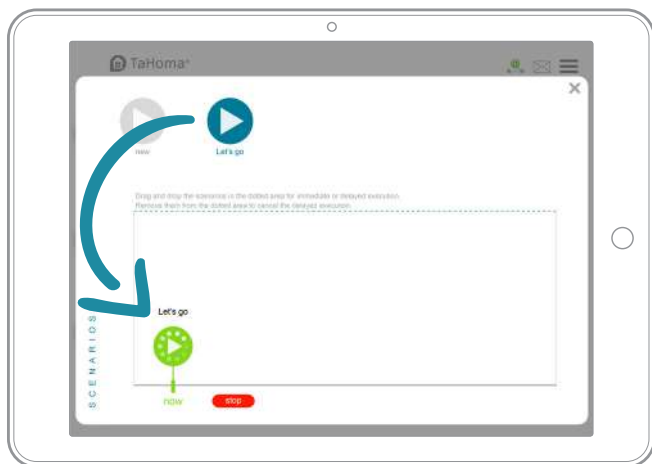 TaHoma®
new
Let's go
Drag and drop the scenarios in the dotted area for immediate or delayed execution.
Remove them from the dotted area to cancel the delayed execution.
SCENARIOS
Let's go
now
stop